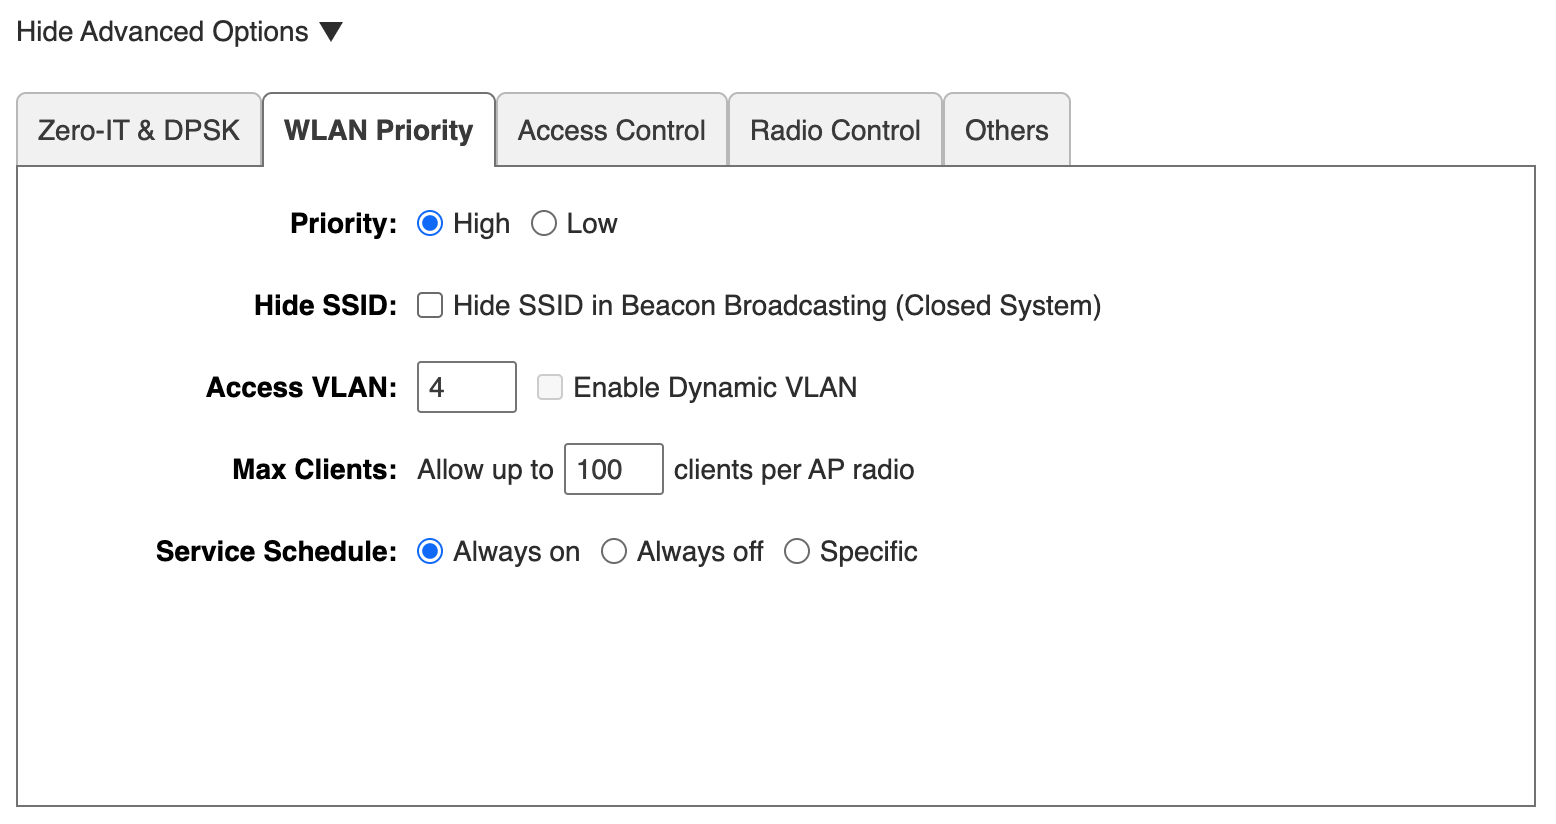 Hide Advanced Options ▼
Zero-IT & DPSK WLAN Priority Access Control Radio Control Others
Priority: High Low
Hide SSID: Hide SSID in Beacon Broadcasting (Closed System)
Access VLAN: 4 Enable Dynamic VLAN
Max Clients: Allow up to 100 clients per AP radio
Service Schedule: Always on Always off Specific